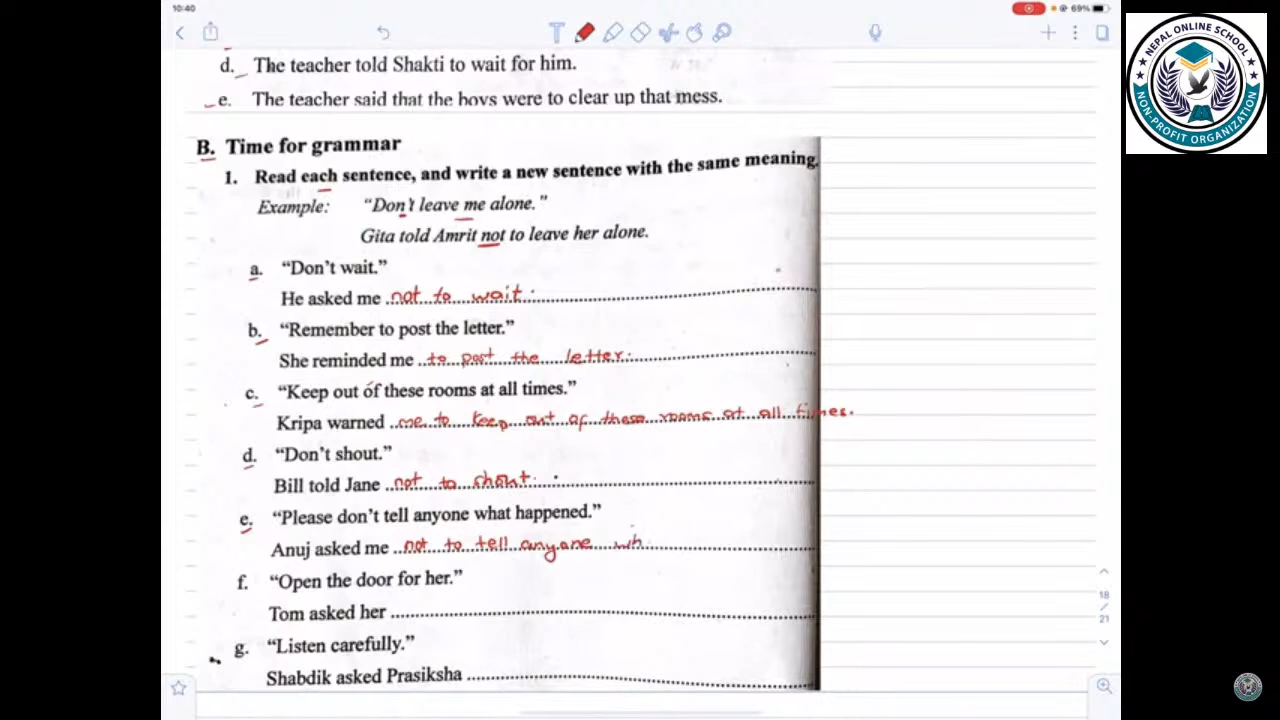 10:40
69%
NEPAL ONLINE SCHOOL
NON-PROFIT ORGANIZATION
d. The teacher told Shakti to wait for him.
e. The teacher said that the boys were to clear up that mess.
B. Time for grammar
1. Read each sentence, and write a new sentence with the same meaning.
Example: “Don't leave me alone.”
Gita told Amrit not to leave her alone.
a. “Don’t wait.”
He asked me not to wait.
b. “Remember to post the letter.”
She reminded me to post the letter.
c. “Keep out of these rooms at all times.”
Kripa warned me to keep out of these rooms at all times.
d. “Don’t shout.”
Bill told Jane not to shout.
e. “Please don’t tell anyone what happened.”
Anuj asked me not to tell anyone wh
f. “Open the door for her.”
Tom asked her
g. “Listen carefully.”
Shabdik asked Prasiksha
18
/
21